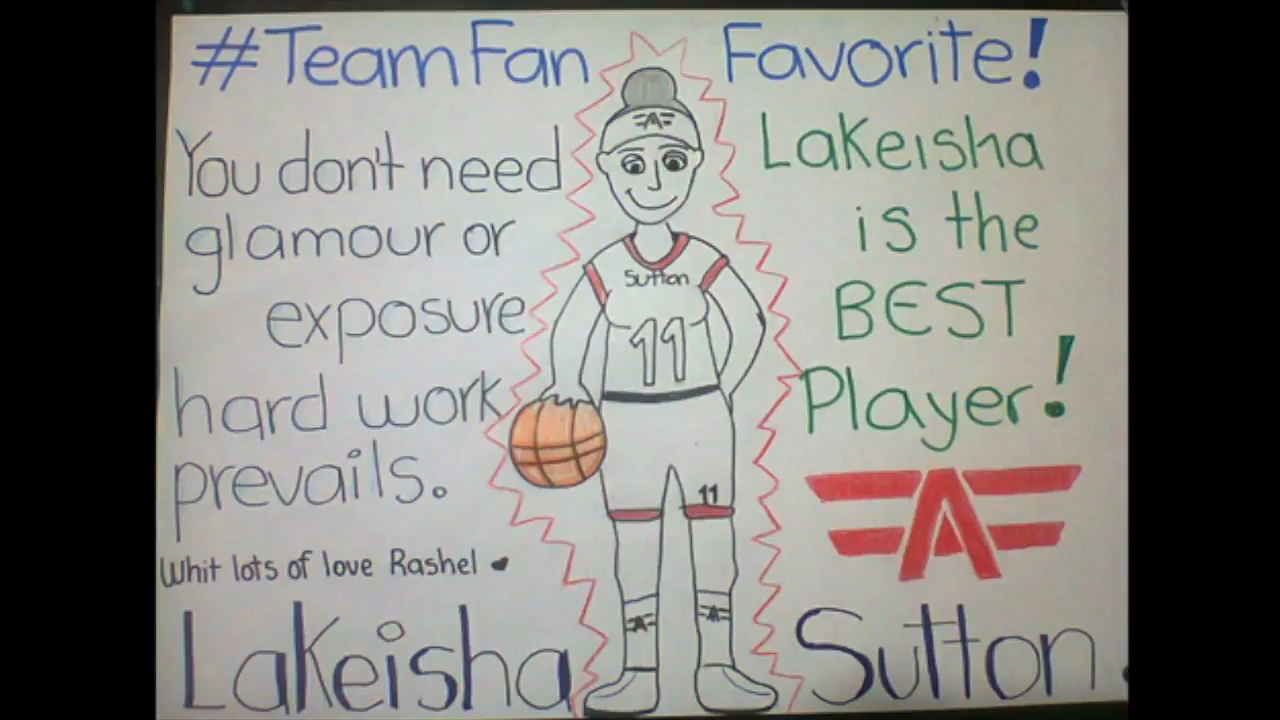 #TeamFan Favorite!
You don't need
glamour or
exposure
hard work
prevails.
Whit lots of love Rashel
Lakeisha
is the
BEST
Player!
Sutton
11
11
Lakeisha Sutton.